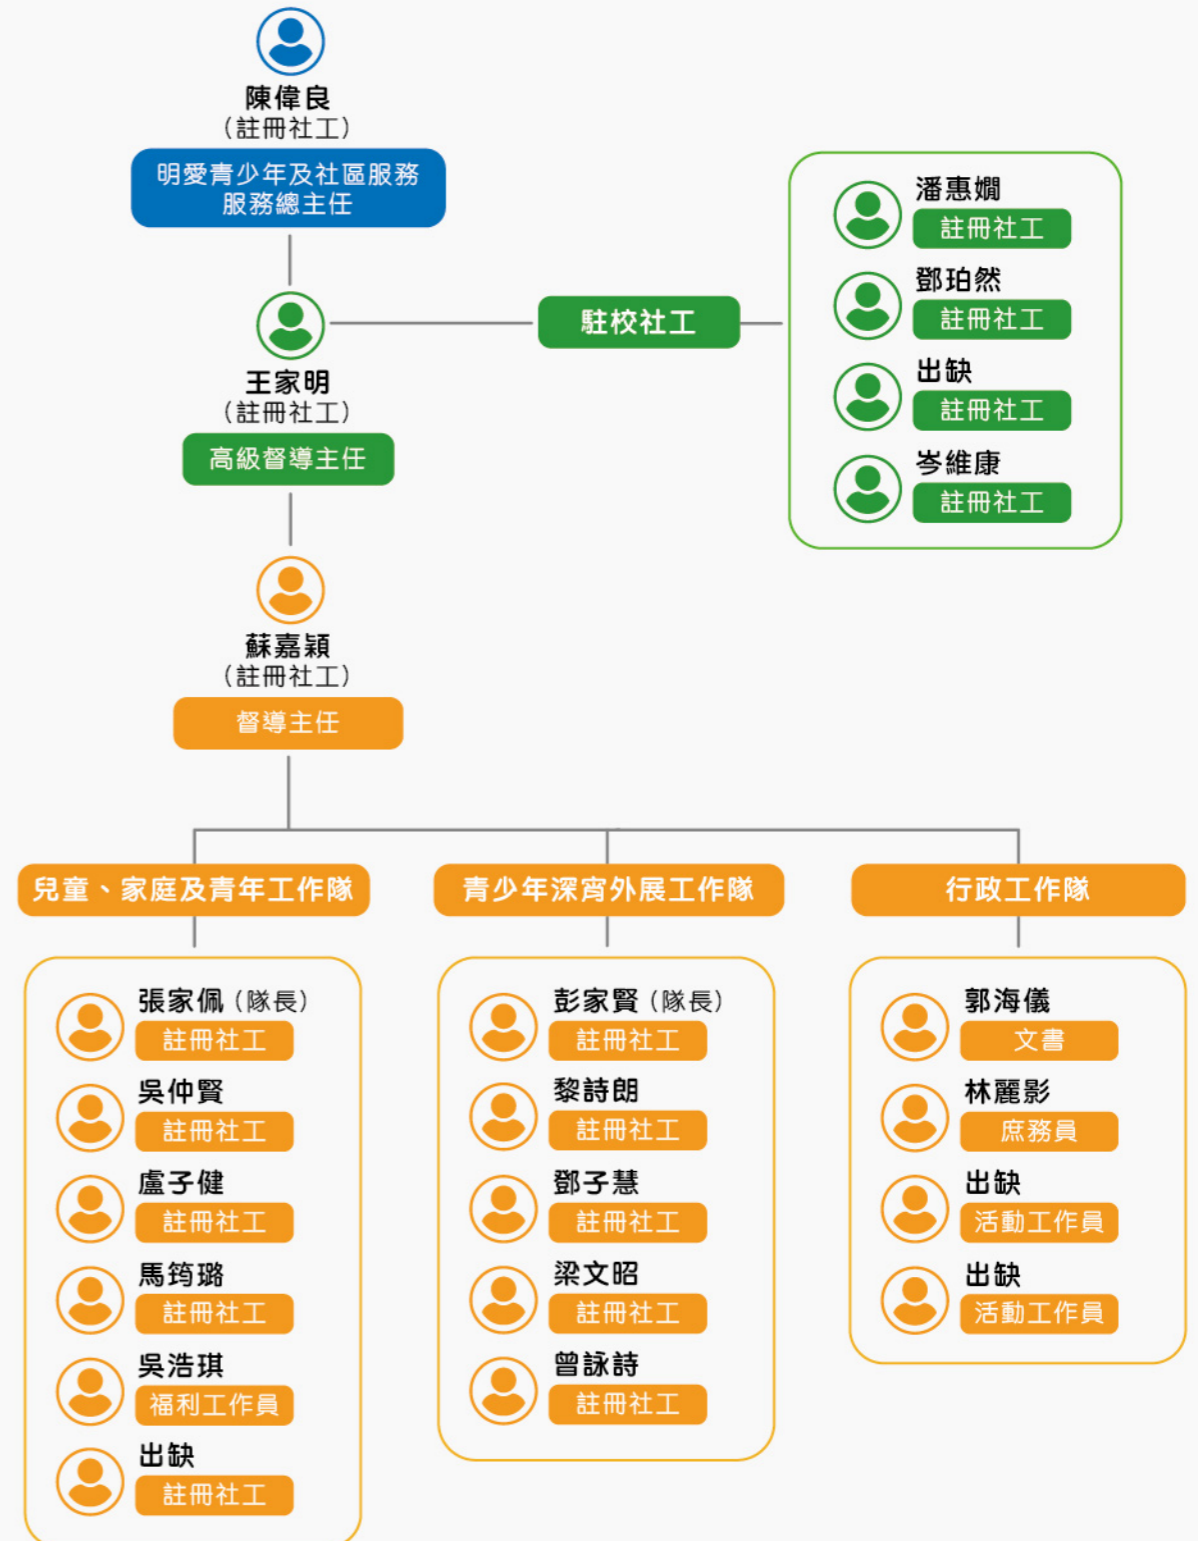 陳偉良
（註冊社工）
明愛青少年及社區服務
服務總主任
王家明
（註冊社工）
高級督導主任
駐校社工
潘惠嫺
註冊社工
鄧珀然
註冊社工
出缺
註冊社工
岑維康
註冊社工
蘇嘉穎
（註冊社工）
督導主任
兒童、家庭及青年工作隊
張家佩（隊長）
註冊社工
吳仲賢
註冊社工
盧子健
註冊社工
馬筠璐
註冊社工
吳浩琪
福利工作員
出缺
註冊社工
青少年深宵外展工作隊
彭家賢（隊長）
註冊社工
黎詩朗
註冊社工
鄧子慧
註冊社工
梁文昭
註冊社工
曾詠詩
註冊社工
行政工作隊
郭海儀
文書
林麗影
庶務員
出缺
活動工作員
出缺
活動工作員